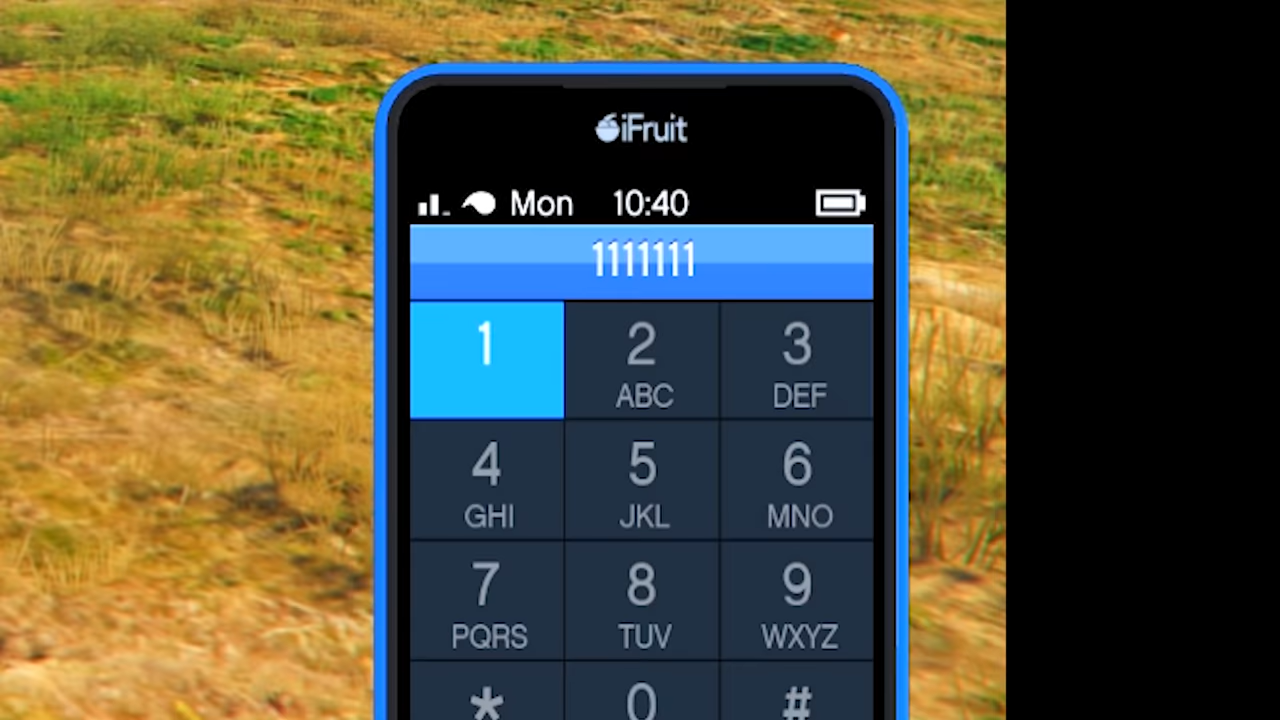 iFruit
Mon 10:40
1111111
1 2 3
ABC DEF
4 5 6
GHI JKL MNO
7 8 9
PQRS TUV WXYZ
* 0 #